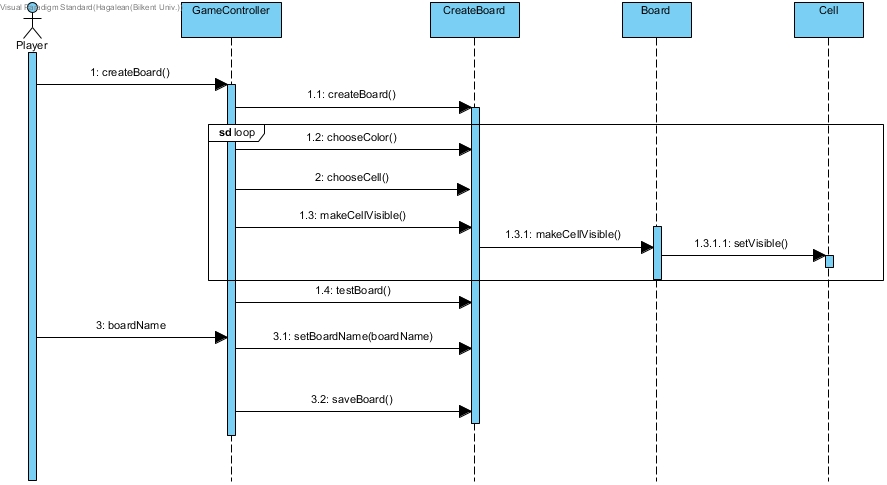 Visual Paradigm Standard(Hagalean(Bilkent Univ.))
GameController
CreateBoard
Board
Cell
Player
1: createBoard()
1.1: createBoard()
sd loop
1.2: chooseColor()
2: chooseCell()
1.3: makeCellVisible()
1.3.1: makeCellVisible()
1.3.1.1: setVisible()
1.4: testBoard()
3: boardName
3.1: setBoardName(boardName)
3.2: saveBoard()